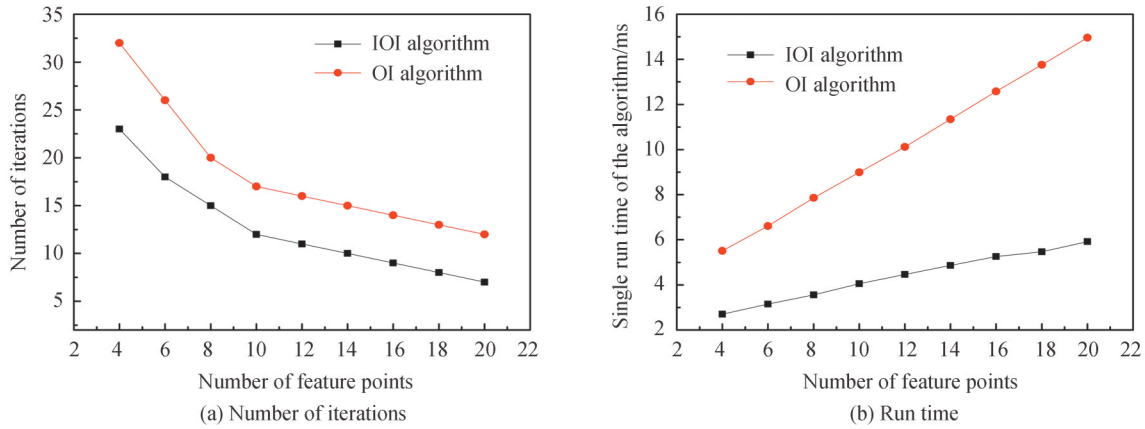 35
30
25
20
15
10
5
Number of iterations
IOI algorithm
OI algorithm
2 4 6 8 10 12 14 16 18 20 22
Number of feature points
(a) Number of iterations
16
14
12
10
8
6
4
2
Single run time of the algorithm/ms
IOI algorithm
OI algorithm
2 4 6 8 10 12 14 16 18 20 22
Number of feature points
(b) Run time